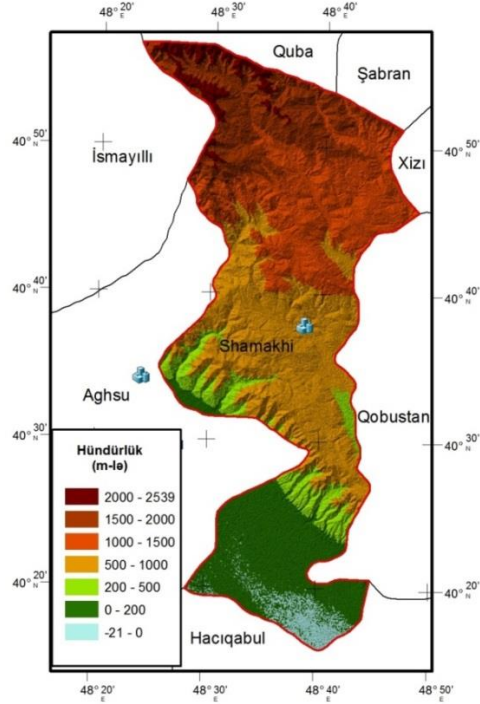 48° 20' E
48° 30' E
48° 40' E
Quba
Şabran
40° 50' N
İsmayıllı
40° 50' N
Xizı
40° 40' N
40° 40' N
Shamakhi
Aghsu
Qobustan
40° 30' N
40° 30' N
Hündürlük
(m-lə)
2000 - 2539
1500 - 2000
1000 - 1500
500 - 1000
200 - 500
0 - 200
-21 - 0
40° 20' N
40° 20' N
Hacıqabul
48° 20' E
48° 30' E
48° 40' E
48° 50' E